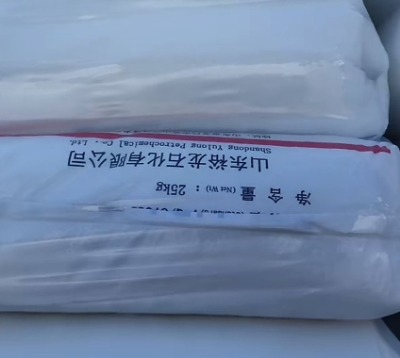 净含量 (Net Wt)：25kg
山东裕龙石化有限公司
Shandong Yulong Petrochemical Co., Ltd.